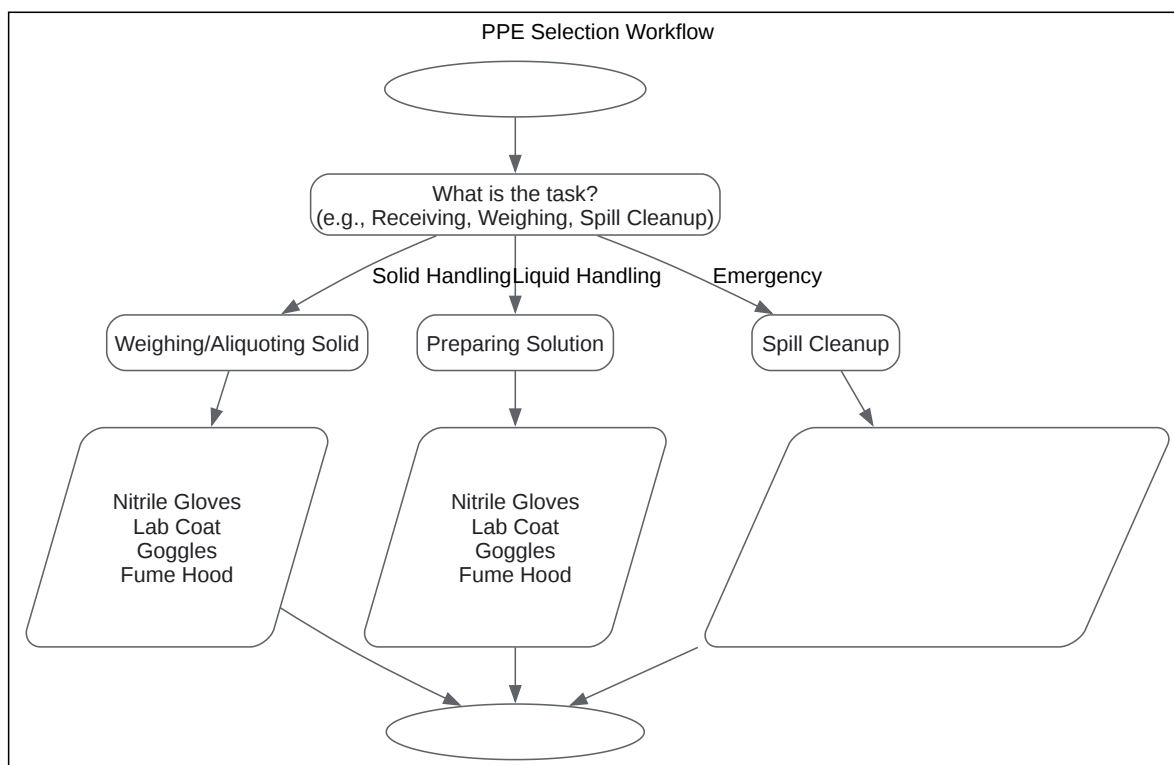 PPE Selection Workflow
What is the task?
(e.g., Receiving, Weighing, Spill Cleanup)
Solid Handling
Liquid Handling
Emergency
Weighing/Aliquoting Solid
Preparing Solution
Spill Cleanup
Nitrile Gloves
Lab Coat
Goggles
Fume Hood
Nitrile Gloves
Lab Coat
Goggles
Fume Hood